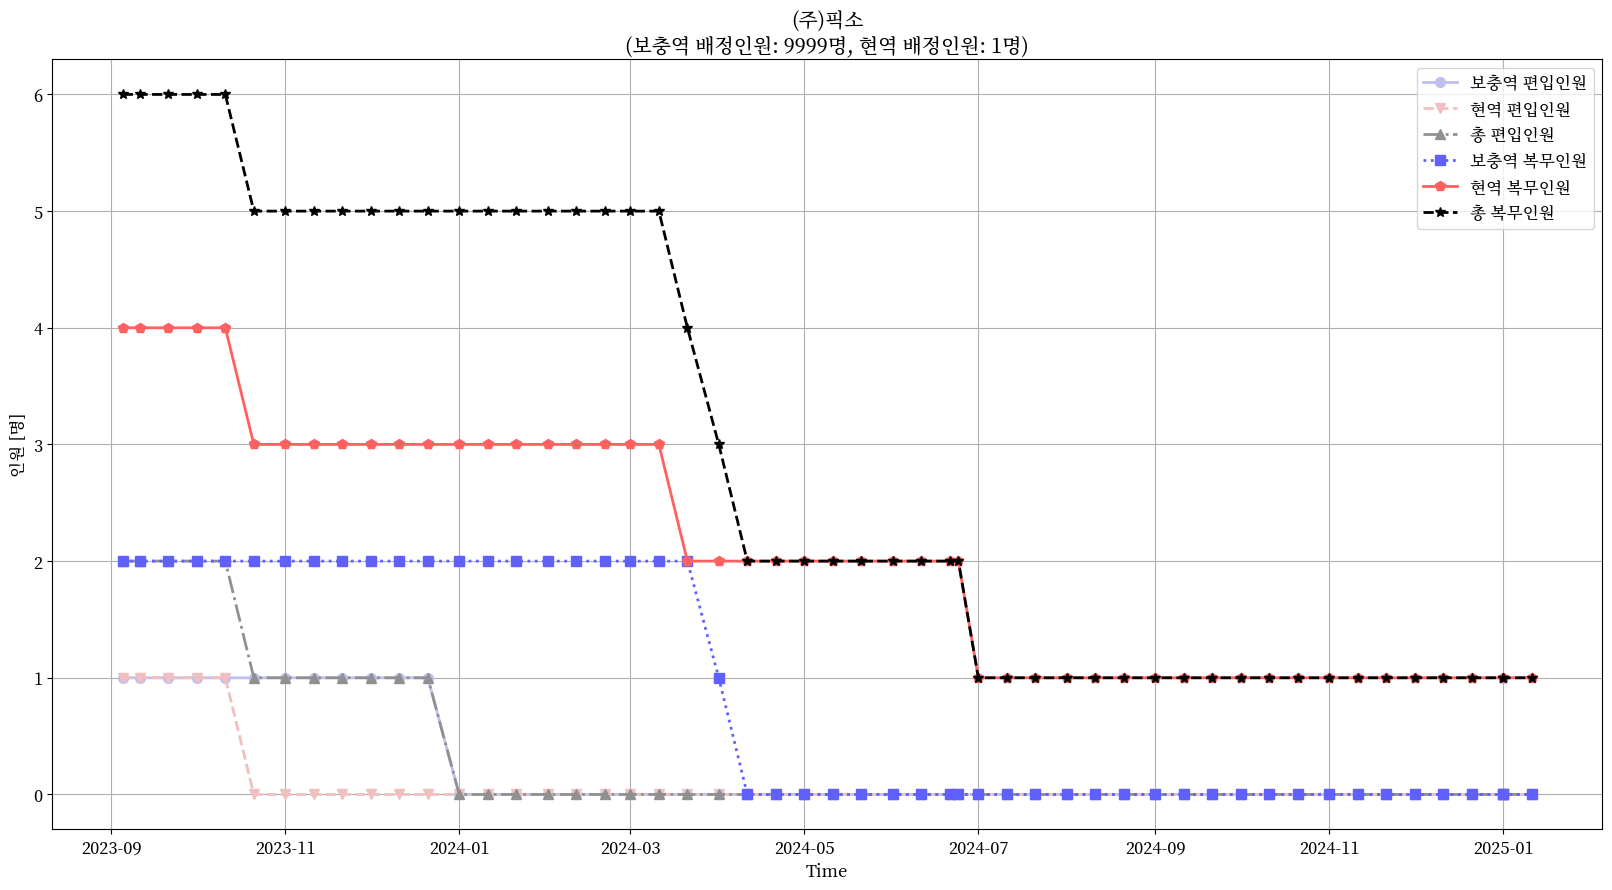 (주)픽소
(보충역 배정인원: 9999명, 현역 배정인원: 1명)
보충역 편입인원
현역 편입인원
총 편입인원
보충역 복무인원
현역 복무인원
총 복무인원
인원 [명]
6
5
4
3
2
1
0
2023-09
2023-11
2024-01
2024-03
2024-05
2024-07
2024-09
2024-11
2025-01
Time